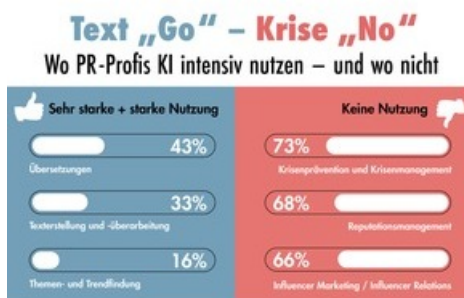 Text „Go“ – Krise „No“
Wo PR-Profis KI intensiv nutzen – und wo nicht
Sehr starke + starke Nutzung
43%
Übersetzungen
33%
Texterstellung und -überarbeitung
16%
Themen- und Trendfindung
Keine Nutzung
73%
Krisenprävention und Krisenmanagement
68%
Reputationsmanagement
66%
Influencer Marketing / Influencer Relations